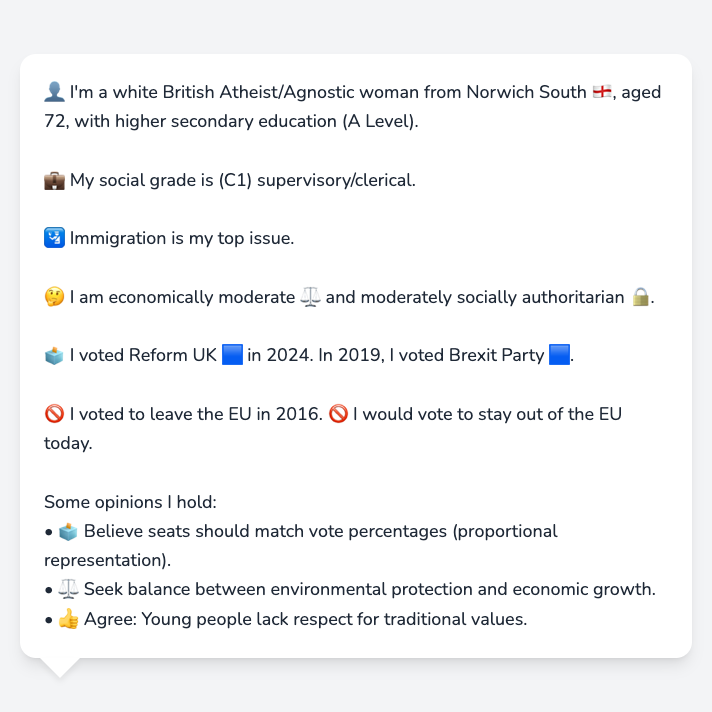 👤 I'm a white British Atheist/Agnostic woman from Norwich South 🏴󠁧󠁢󠁥󠁮󠁧󠁿, aged
72, with higher secondary education (A Level).
💼 My social grade is (C1) supervisory/clerical.
🛂 Immigration is my top issue.
🤔 I am economically moderate ⚖️ and moderately socially authoritarian 🔒.
🗳️ I voted Reform UK 🟦 in 2024. In 2019, I voted Brexit Party 🟦.
🚫 I voted to leave the EU in 2016. 🚫 I would vote to stay out of the EU
today.
Some opinions I hold:
• 🗳️ Believe seats should match vote percentages (proportional
representation).
• ⚖️ Seek balance between environmental protection and economic growth.
• 👍 Agree: Young people lack respect for traditional values.